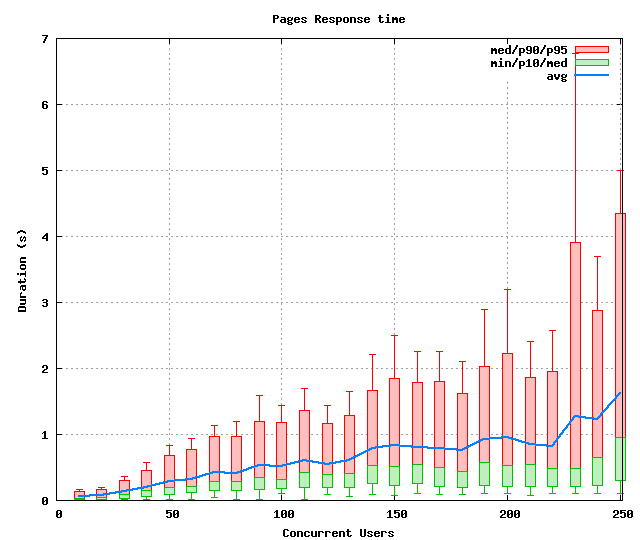 Pages Response time
med/p90/p95
min/p10/med
avg
7
6
5
4
3
2
1
0
Duration (s)
0 50 100 150 200 250
Concurrent Users